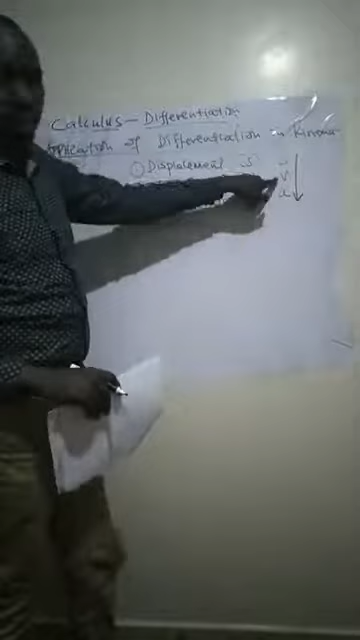 Calculus - Differentiation
Application of Differentiation in Kinema
① Displacement S S
V
a